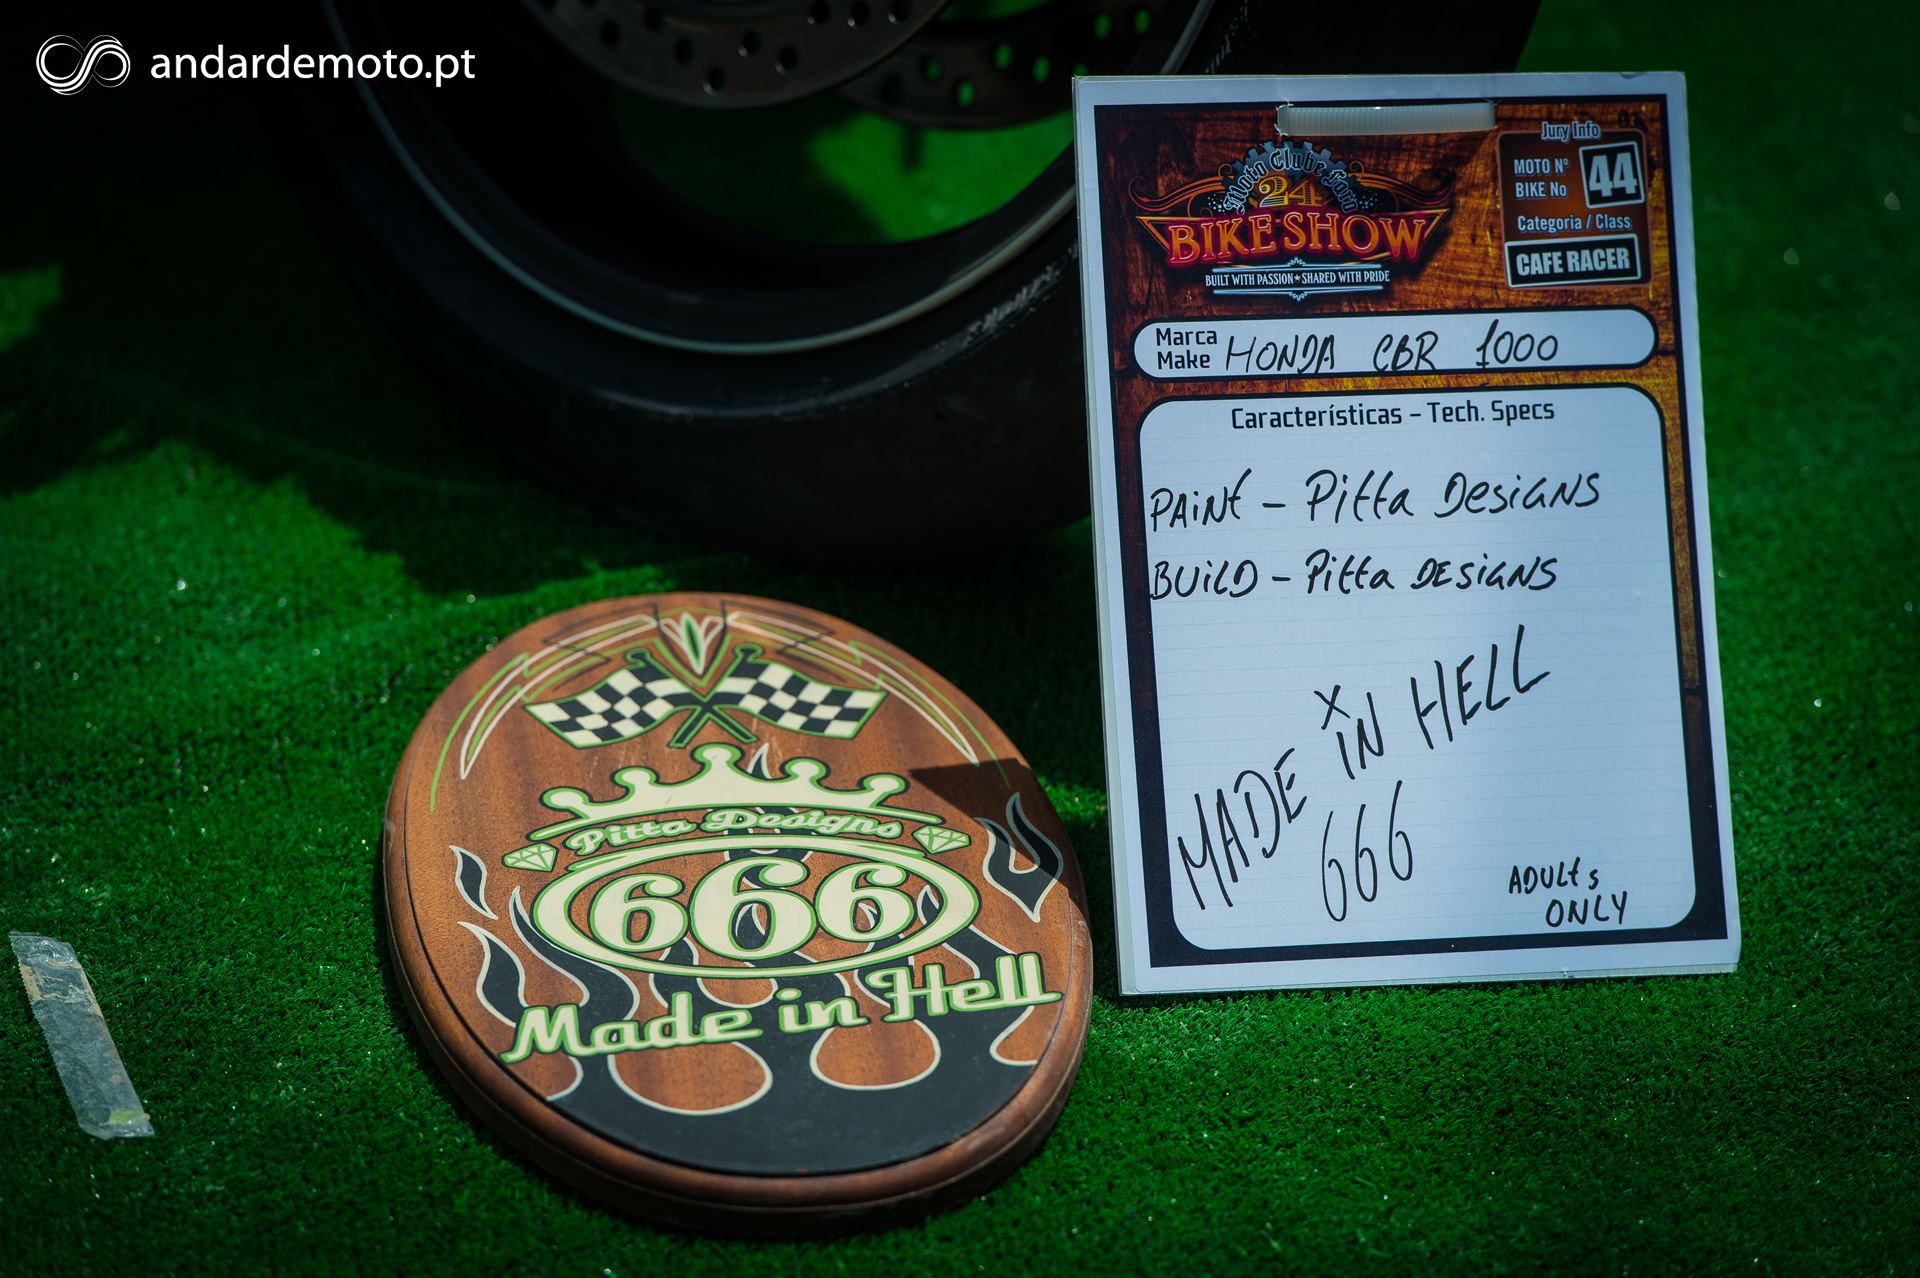 andardemoto.pt
Jury Info
MOTO Nº
BIKE No
44
Categoria / Class
CAFE RACER
Moto Clube Faro
24
BIKE SHOW
BUILT WITH PASSION★SHARED WITH PRIDE
Marca
Make
HONDA CBR 1000
Características – Tech. Specs
PAiNt – Pitta DesigNS
BUiLD – Pitta DEsigNS
MADE iN HELL
X
666
ADULts
ONLY
Pitta Designs
666
Made in Hell